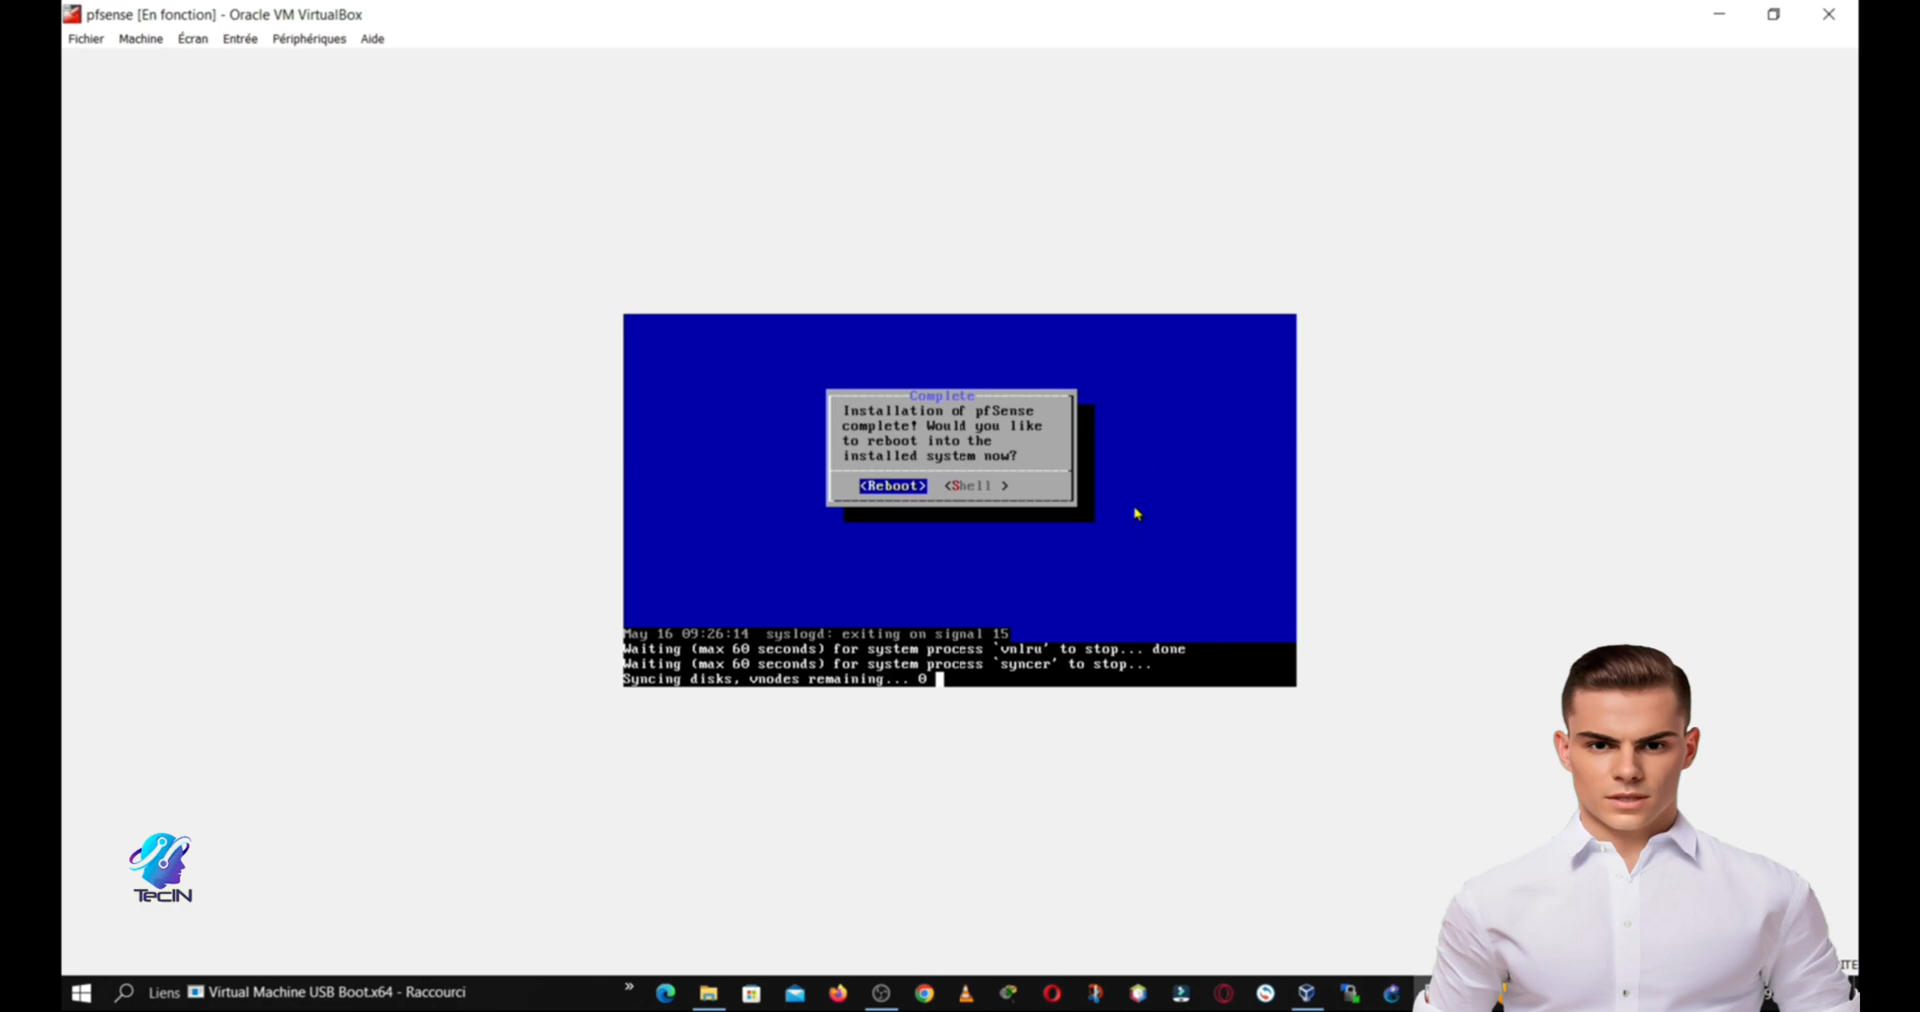 pfsense [En fonction] - Oracle VM VirtualBox
Fichier Machine Écran Entrée Périphériques Aide
Complete
Installation of pfSense
complete! Would you like
to reboot into the
installed system now?
<Reboot> <Shell >
May 16 09:26:14 syslogd: exiting on signal 15
Waiting (max 60 seconds) for system process `vnlru' to stop... done
Waiting (max 60 seconds) for system process `syncer' to stop...
Syncing disks, vnodes remaining... 0
TecIN
Liens Virtual Machine USB Boot.x64 - Raccourci »